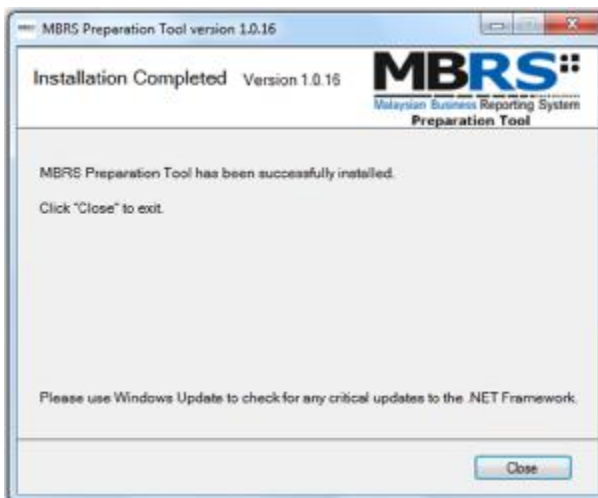 MBRS Preparation Tool version 1.0.16
Installation Completed Version 1.0.16
MBRS
Malaysian Business Reporting System
Preparation Tool
MBRS Preparation Tool has been successfully installed.
Click "Close" to exit.
Please use Windows Update to check for any critical updates to the .NET Framework.
Close